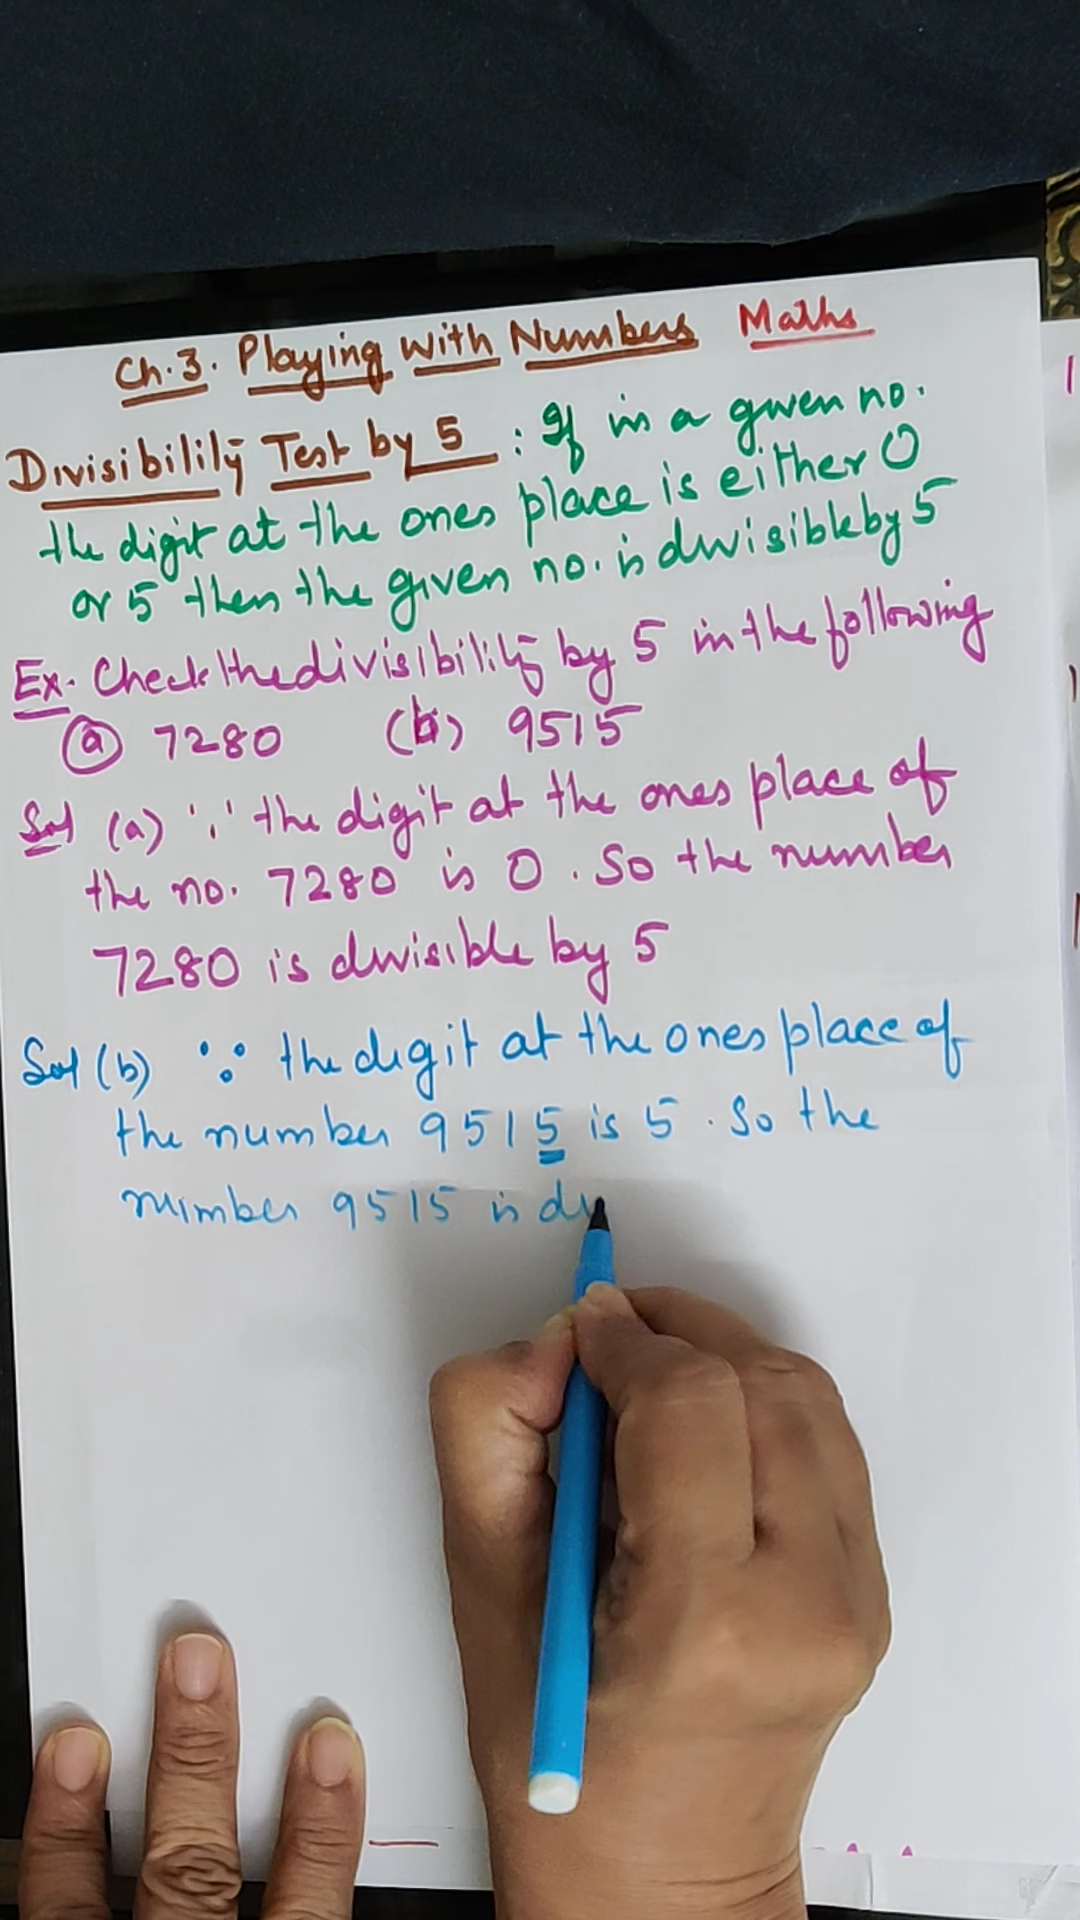 Ch.3. Playing with Numbers Maths
Divisibility Test by 5 : If in a given no.
the digit at the ones place is either 0
or 5 then the given no. is divisible by 5
Ex. Check the divisibility by 5 in the following
(a) 7280 (b) 9515
Sol (a) ∵ the digit at the ones place of
the no. 7280 is 0. So the number
7280 is divisible by 5
Sol (b) ∵ the digit at the ones place of
the number 9515 is 5. So the
number 9515 is